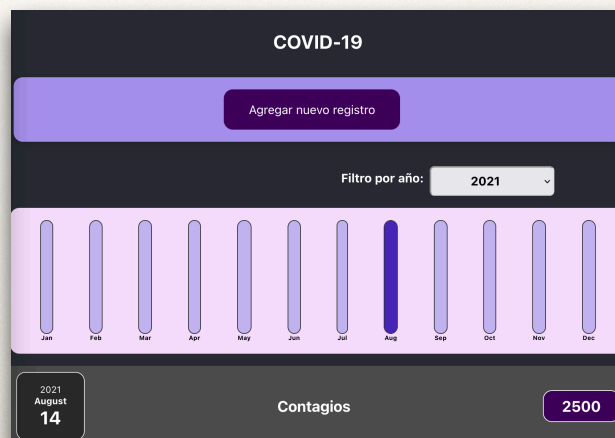 COVID-19
Agregar nuevo registro
Filtro por año: 2021
Jan Feb Mar Apr May Jun Jul Aug Sep Oct Nov Dec
2021
August
14
Contagios
2500